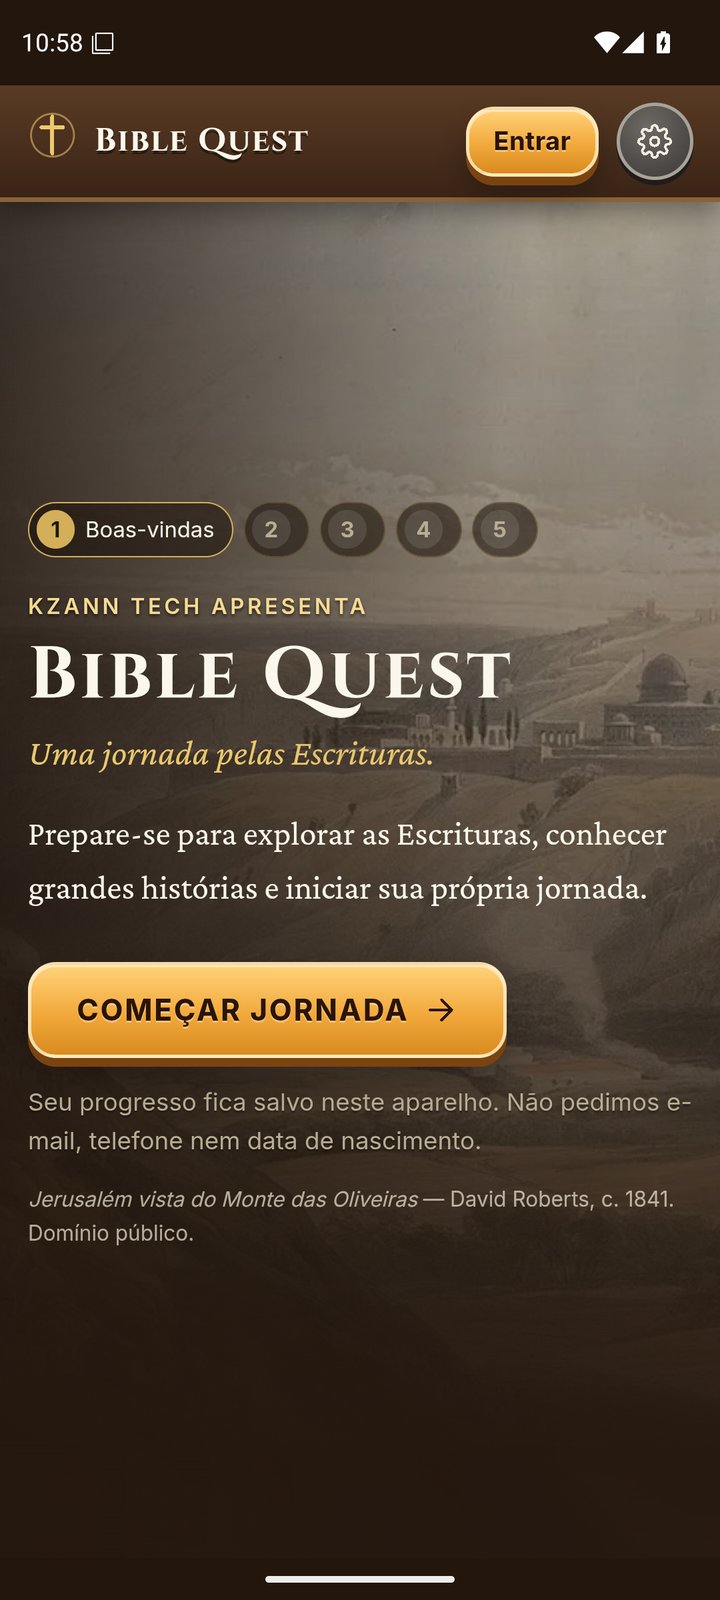 10:58
BIBLE QUEST
Entrar
1 Boas-vindas 2 3 4 5
KZANN TECH APRESENTA
BIBLE QUEST
Uma jornada pelas Escrituras.
Prepare-se para explorar as Escrituras, conhecer
grandes histórias e iniciar sua própria jornada.
COMEÇAR JORNADA →
Seu progresso fica salvo neste aparelho. Não pedimos e-
mail, telefone nem data de nascimento.
Jerusalém vista do Monte das Oliveiras — David Roberts, c. 1841.
Domínio público.